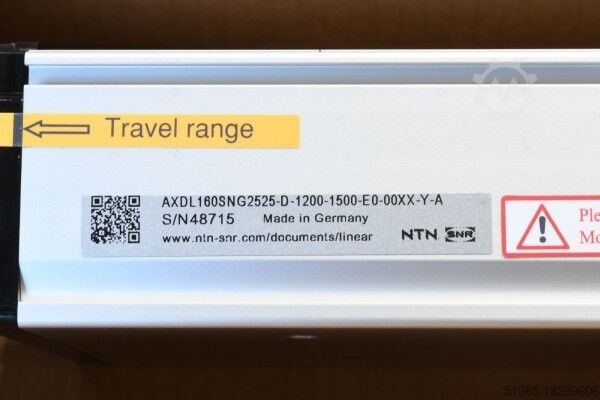 Travel range
AXDL160SNG2525-D-1200-1500-E0-00XX-Y-A
S/N48715 Made in Germany
www.ntn-snr.com/documents/linear NTN SNR
Ple
Mo
51365-18289606